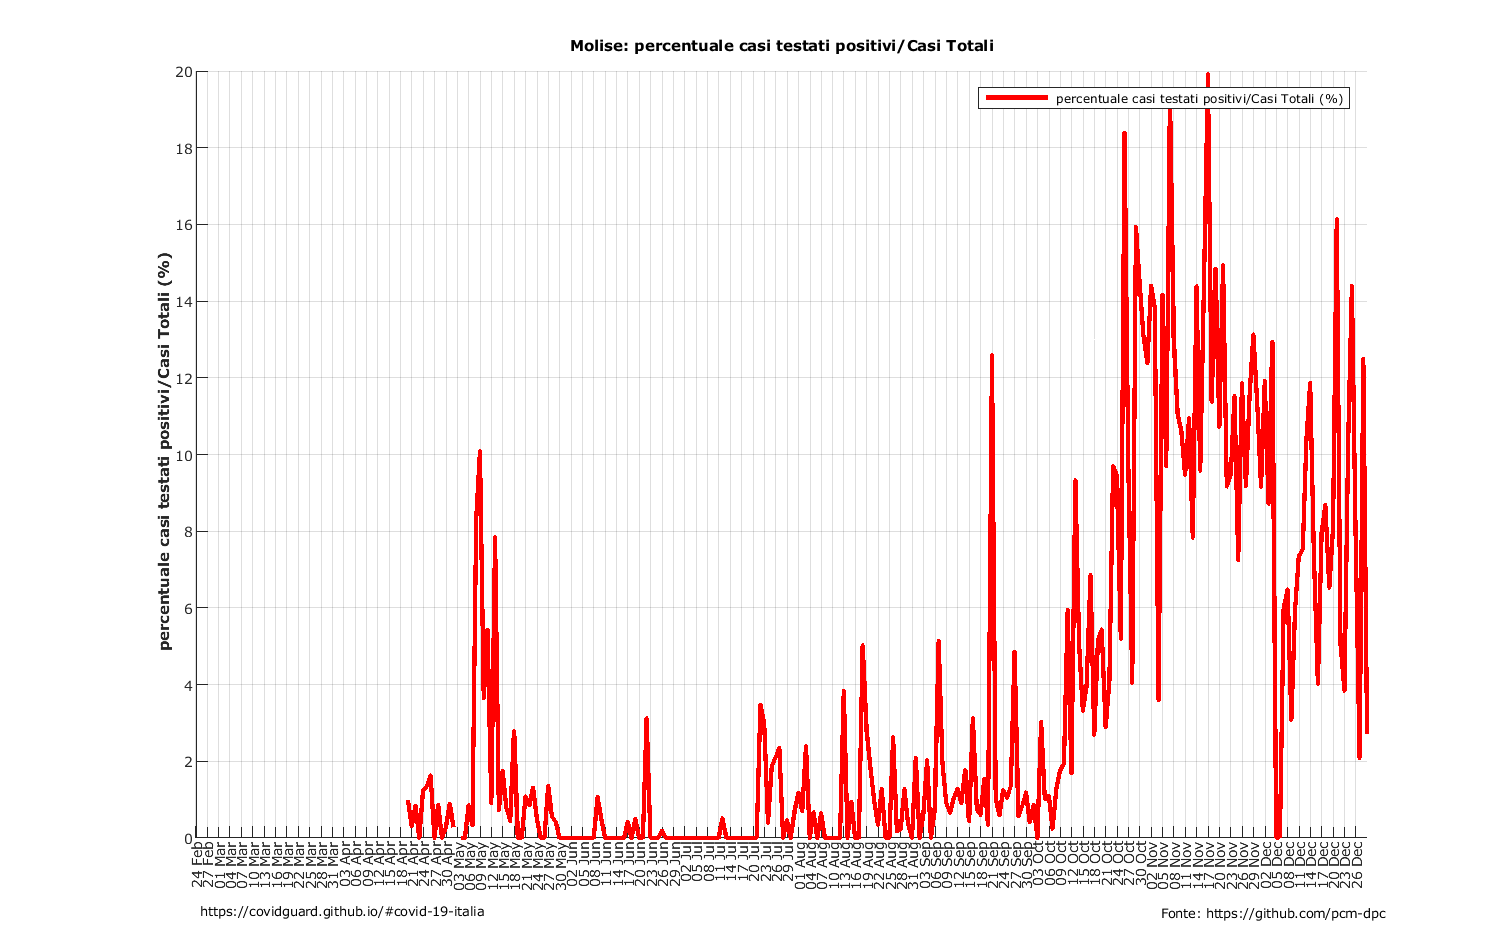 Molise: percentuale casi testati positivi/Casi Totali
percentuale casi testati positivi/Casi Totali (%)
percentuale casi testati positivi/Casi Totali (%)
20
18
16
14
12
10
8
6
4
2
0
24 Feb
27 Feb
01 Mar
04 Mar
07 Mar
10 Mar
13 Mar
16 Mar
19 Mar
22 Mar
25 Mar
28 Mar
31 Mar
03 Apr
06 Apr
09 Apr
12 Apr
15 Apr
18 Apr
21 Apr
24 Apr
27 Apr
30 Apr
03 May
06 May
09 May
12 May
15 May
18 May
21 May
24 May
27 May
30 May
02 Jun
05 Jun
08 Jun
11 Jun
14 Jun
17 Jun
20 Jun
23 Jun
26 Jun
29 Jun
02 Jul
05 Jul
08 Jul
11 Jul
14 Jul
17 Jul
20 Jul
23 Jul
26 Jul
29 Jul
01 Aug
04 Aug
07 Aug
10 Aug
13 Aug
16 Aug
19 Aug
22 Aug
25 Aug
28 Aug
31 Aug
03 Sep
06 Sep
09 Sep
12 Sep
15 Sep
18 Sep
21 Sep
24 Sep
27 Sep
30 Sep
03 Oct
06 Oct
09 Oct
12 Oct
15 Oct
18 Oct
21 Oct
24 Oct
27 Oct
30 Oct
02 Nov
05 Nov
08 Nov
11 Nov
14 Nov
17 Nov
20 Nov
23 Nov
26 Nov
29 Nov
02 Dec
05 Dec
08 Dec
11 Dec
14 Dec
17 Dec
20 Dec
23 Dec
26 Dec
https://covidguard.github.io/#covid-19-italia
Fonte: https://github.com/pcm-dpc